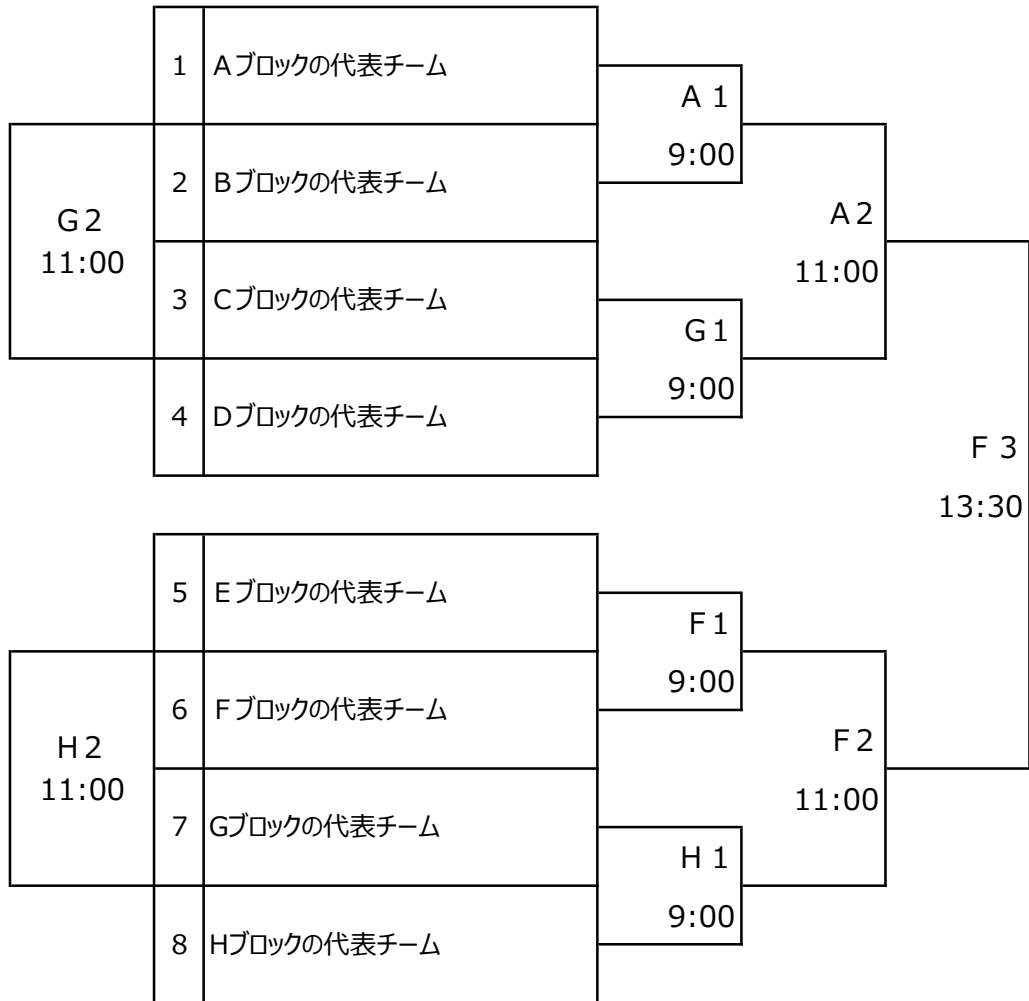 1 Aブロックの代表チーム
A 1
9:00
2 Bブロックの代表チーム
G 2
11:00
A 2
11:00
3 Cブロックの代表チーム
G 1
9:00
4 Dブロックの代表チーム
F 3
13:30
5 Eブロックの代表チーム
F 1
9:00
6 Fブロックの代表チーム
H 2
11:00
F 2
11:00
7 Gブロックの代表チーム
H 1
9:00
8 Hブロックの代表チーム